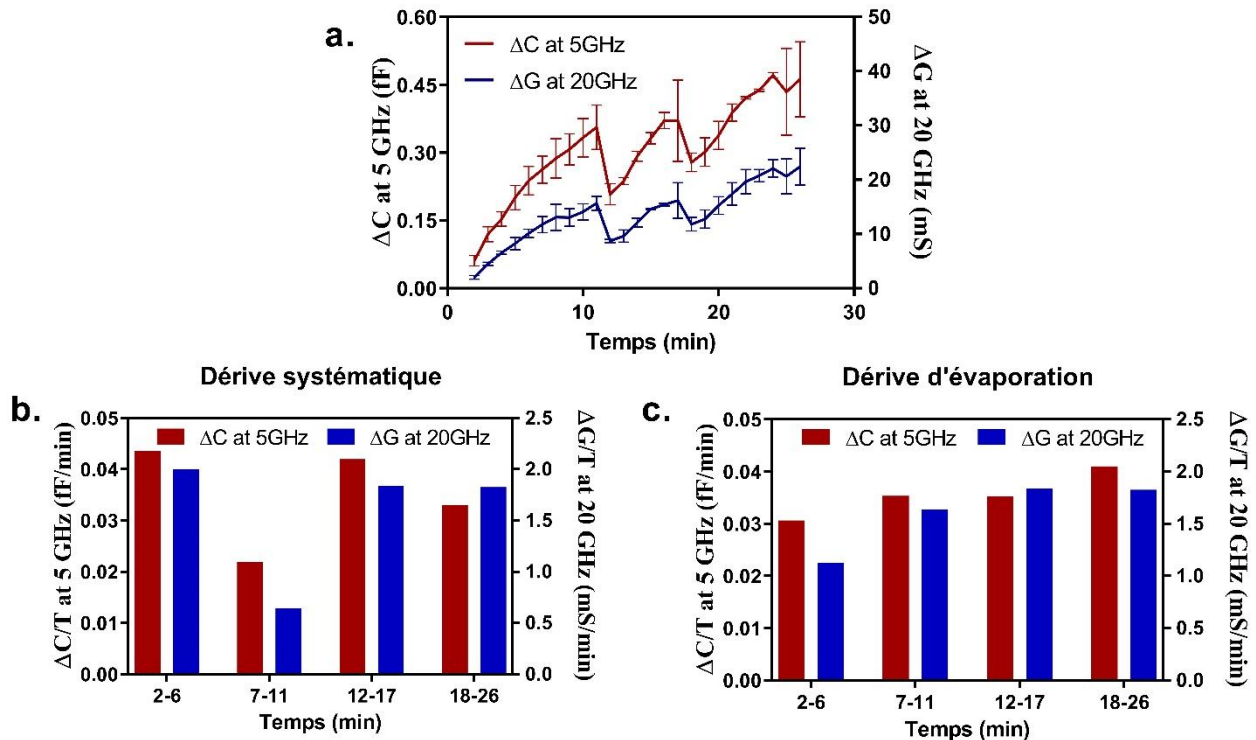 a.
ΔC at 5GHz
ΔG at 20GHz
ΔC at 5 GHz (fF)
0.60
0.45
0.30
0.15
0.00
50
40
30
20
10
0
ΔG at 20 GHz (mS)
0 10 20 30
Temps (min)
Dérive systématique
b.
ΔC at 5GHz ΔG at 20GHz
ΔC/T at 5 GHz (fF/min)
0.05
0.04
0.03
0.02
0.01
0.00
2.5
2.0
1.5
1.0
0.5
0.0
ΔG/T at 20 GHz (mS/min)
2-6 7-11 12-17 18-26
Temps (min)
Dérive d'évaporation
c.
ΔC at 5GHz ΔG at 20GHz
ΔC/T at 5 GHz (fF/min)
0.05
0.04
0.03
0.02
0.01
0.00
2.5
2.0
1.5
1.0
0.5
0.0
ΔG/T at 20 GHz (mS/min)
2-6 7-11 12-17 18-26
Temps (min)